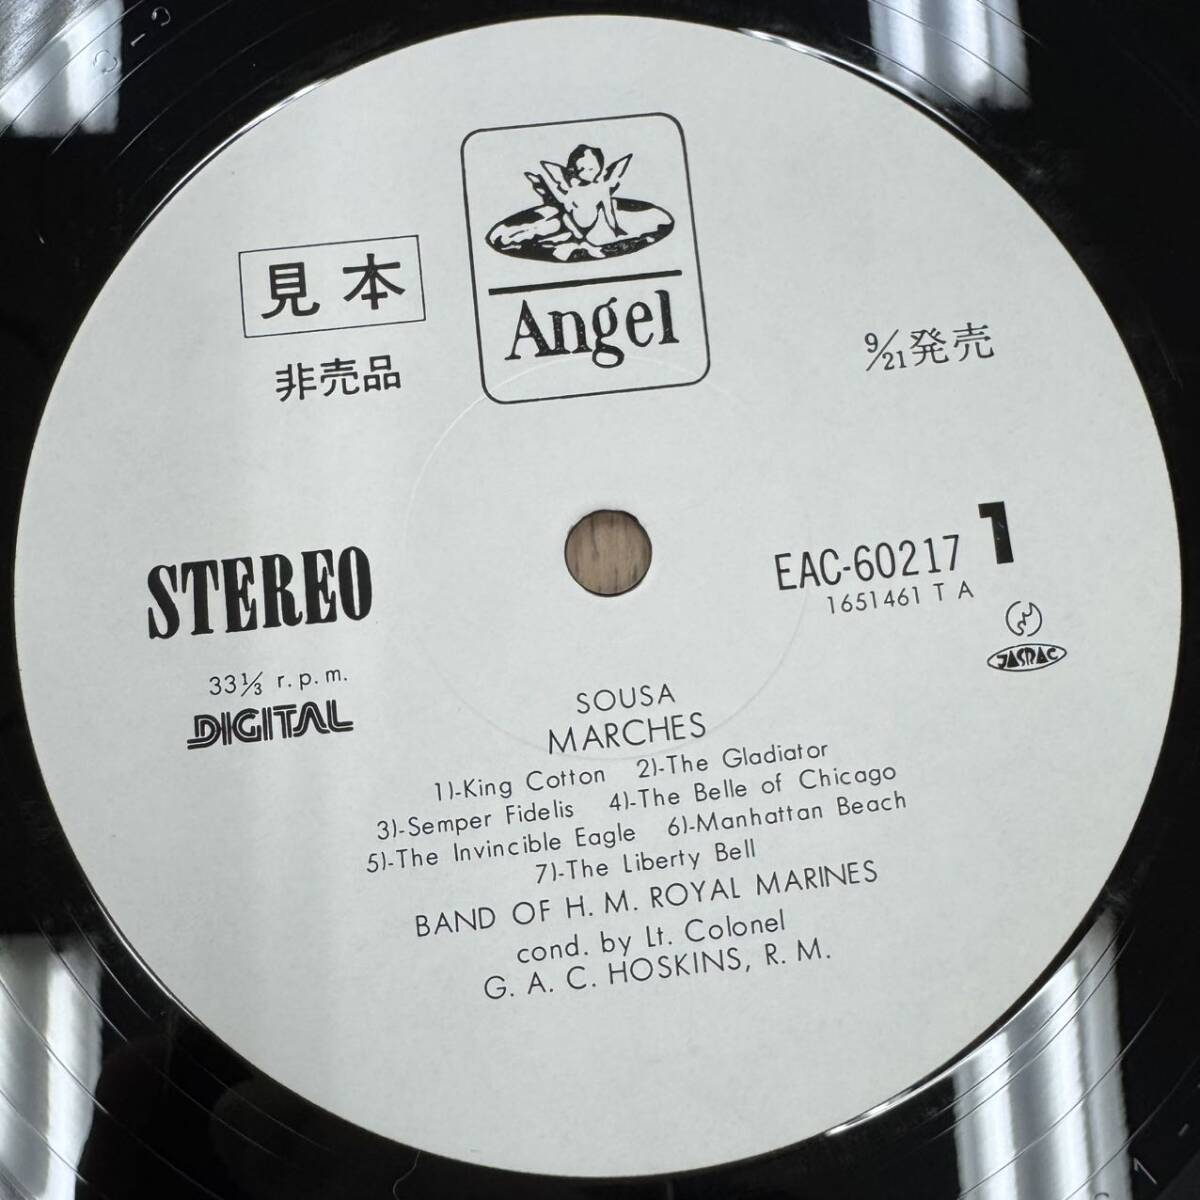 見本
非売品
Angel
9/21発売
STEREO
33⅓ r.p.m.
DIGITAL
EAC-60217 1
1651461 T A
JASRAC
SOUSA
MARCHES
1)-King Cotton 2)-The Gladiator
3)-Semper Fidelis 4)-The Belle of Chicago
5)-The Invincible Eagle 6)-Manhattan Beach
7)-The Liberty Bell
BAND OF H. M. ROYAL MARINES
cond. by Lt. Colonel
G. A. C. HOSKINS, R. M.